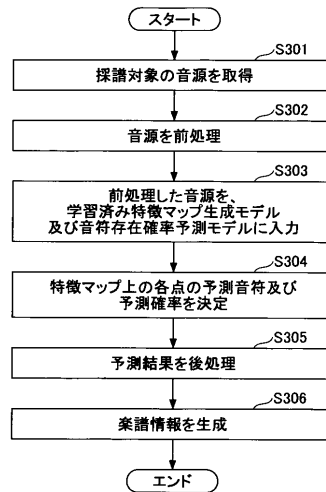 スタート
S301
採譜対象の音源を取得
S302
音源を前処理
S303
前処理した音源を、
学習済み特徴マップ生成モデル
及び音符存在確率予測モデルに入力
S304
特徴マップ上の各点の予測音符及び
予測確率を決定
S305
予測結果を後処理
S306
楽譜情報を生成
エンド